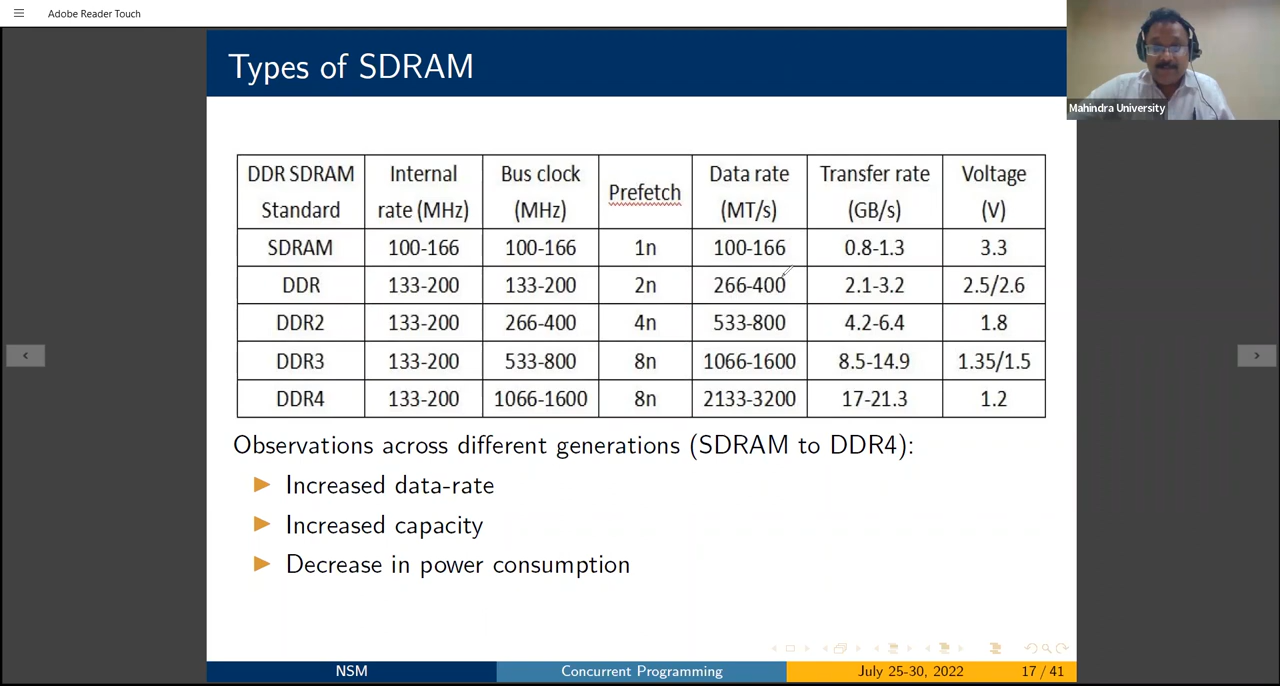 Adobe Reader Touch
Types of SDRAM
Mahindra University
DDR SDRAM Standard Internal rate (MHz) Bus clock (MHz) Prefetch Data rate (MT/s) Transfer rate (GB/s) Voltage (V)
SDRAM 100-166 100-166 1n 100-166 0.8-1.3 3.3
DDR 133-200 133-200 2n 266-400 2.1-3.2 2.5/2.6
DDR2 133-200 266-400 4n 533-800 4.2-6.4 1.8
DDR3 133-200 533-800 8n 1066-1600 8.5-14.9 1.35/1.5
DDR4 133-200 1066-1600 8n 2133-3200 17-21.3 1.2
Observations across different generations (SDRAM to DDR4):
Increased data-rate
Increased capacity
Decrease in power consumption
NSM Concurrent Programming July 25-30, 2022 17 / 41